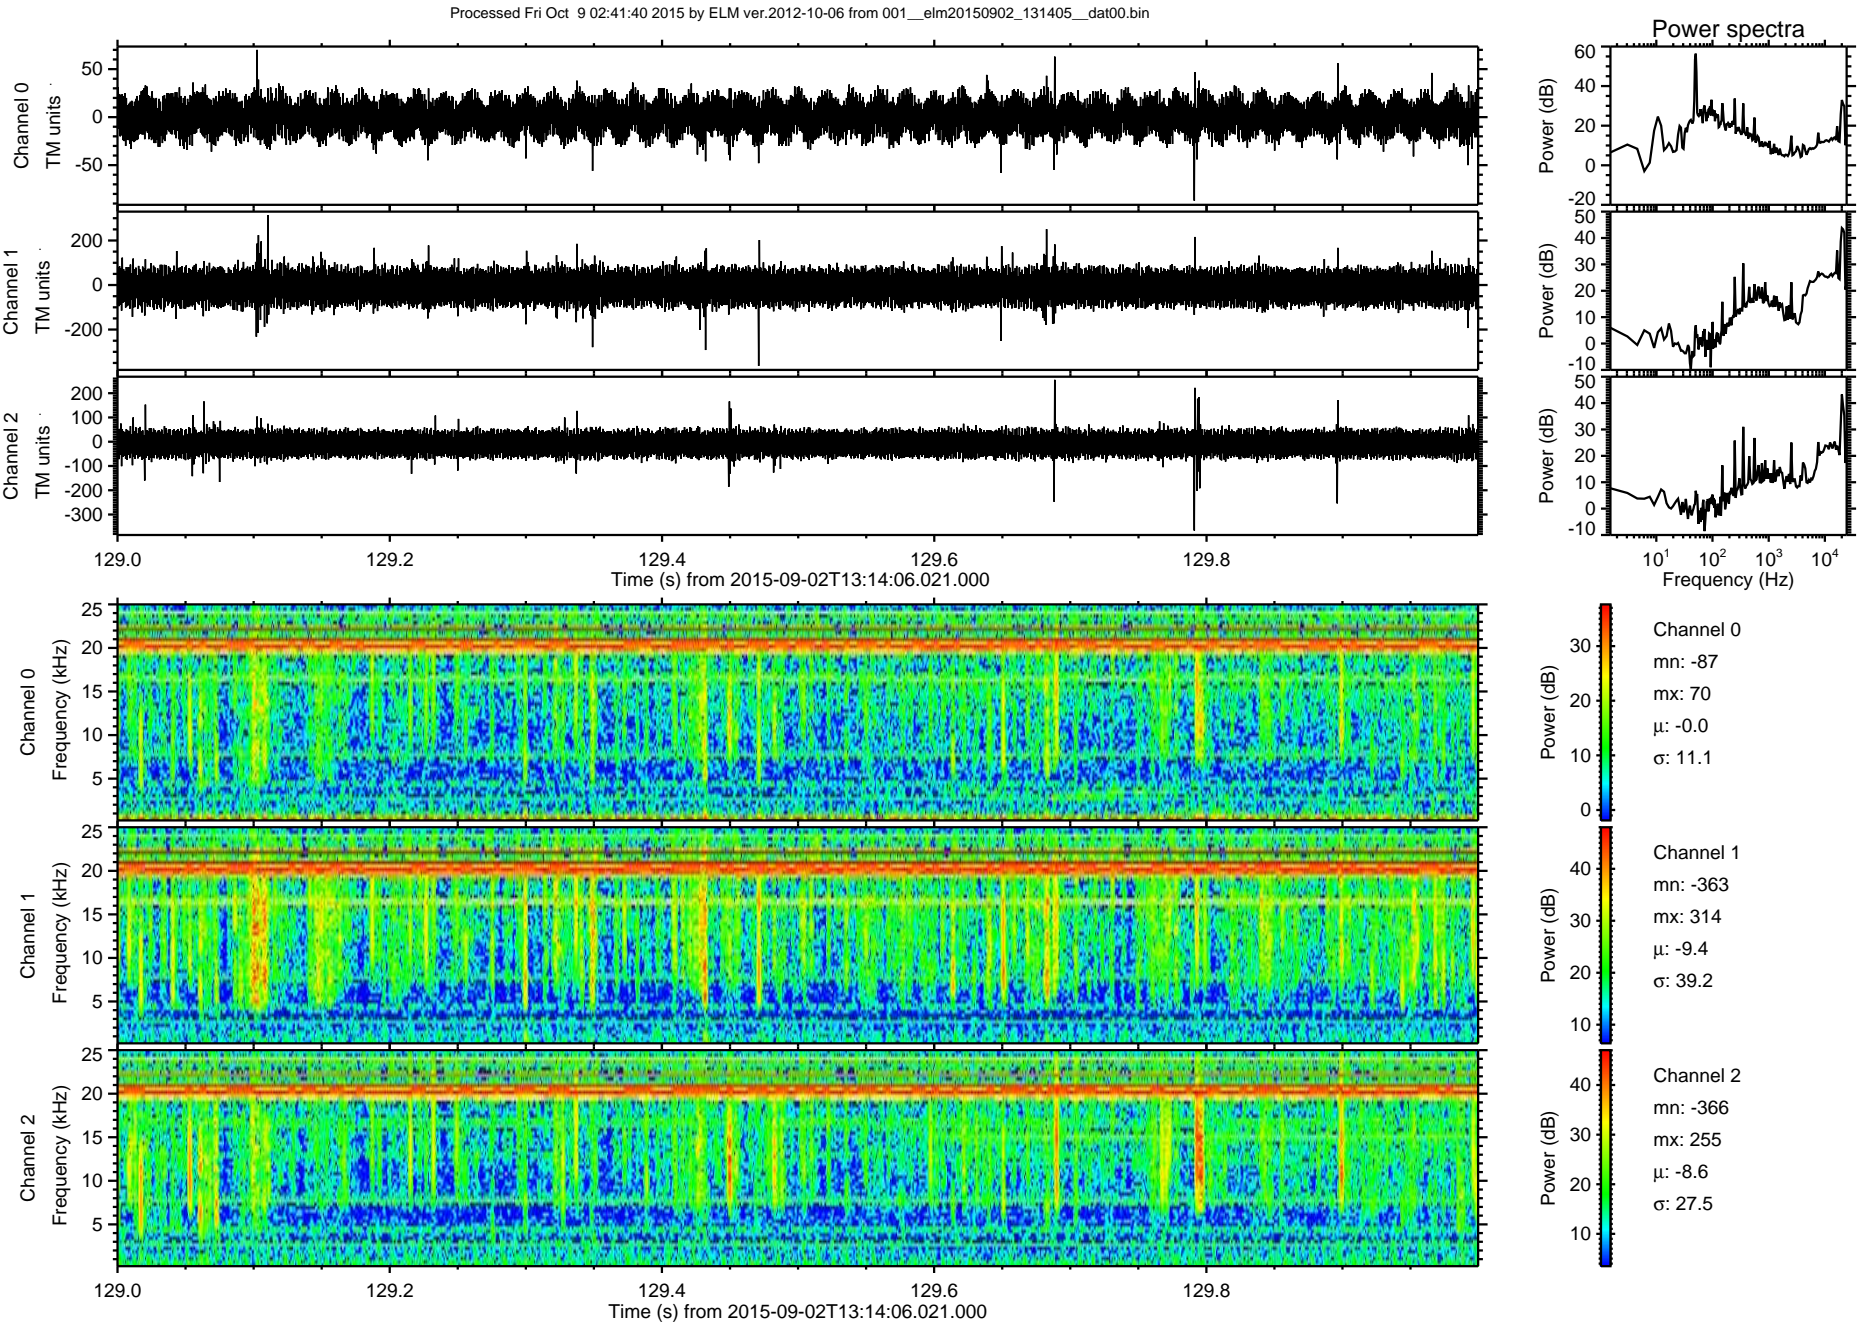 Processed Fri Oct  9 02:41:40 2015 by ELM ver.2012-10-06 from 001__elm20150902_131405__dat00.bin
Power spectra
Channel 0
TM units
50
0
-50
Power (dB)
60
40
20
0
-20
Channel 1
TM units
200
0
-200
Power (dB)
50
40
30
20
10
0
-10
Channel 2
TM units
200
100
0
-100
-200
-300
Power (dB)
50
40
30
20
10
0
-10
129.0 129.2 129.4 129.6 129.8
Time (s) from 2015-09-02T13:14:06.021.000
10¹ 10² 10³ 10⁴
Frequency (Hz)
Channel 0
Frequency (kHz)
25
20
15
10
5
Power (dB)
30
20
10
0
Channel 0
mn: -87
mx: 70
μ: -0.0
σ: 11.1
Channel 1
Frequency (kHz)
25
20
15
10
5
Power (dB)
40
30
20
10
Channel 1
mn: -363
mx: 314
μ: -9.4
σ: 39.2
Channel 2
Frequency (kHz)
25
20
15
10
5
Power (dB)
40
30
20
10
Channel 2
mn: -366
mx: 255
μ: -8.6
σ: 27.5
129.0 129.2 129.4 129.6 129.8
Time (s) from 2015-09-02T13:14:06.021.000